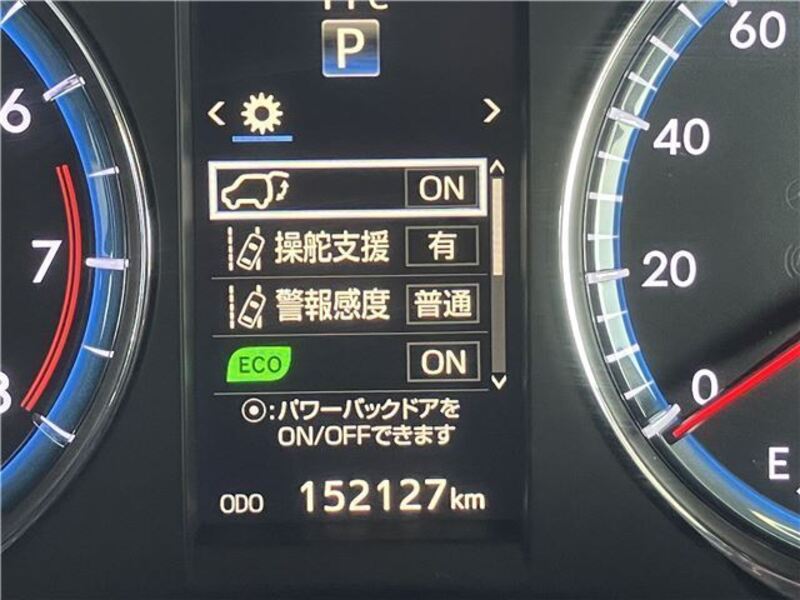 P
ON
操舵支援 有
警報感度 普通
ECO ON
⦿:パワーバックドアを
ON/OFFできます
ODO 152127km
6
7
8
60
40
20
0
E